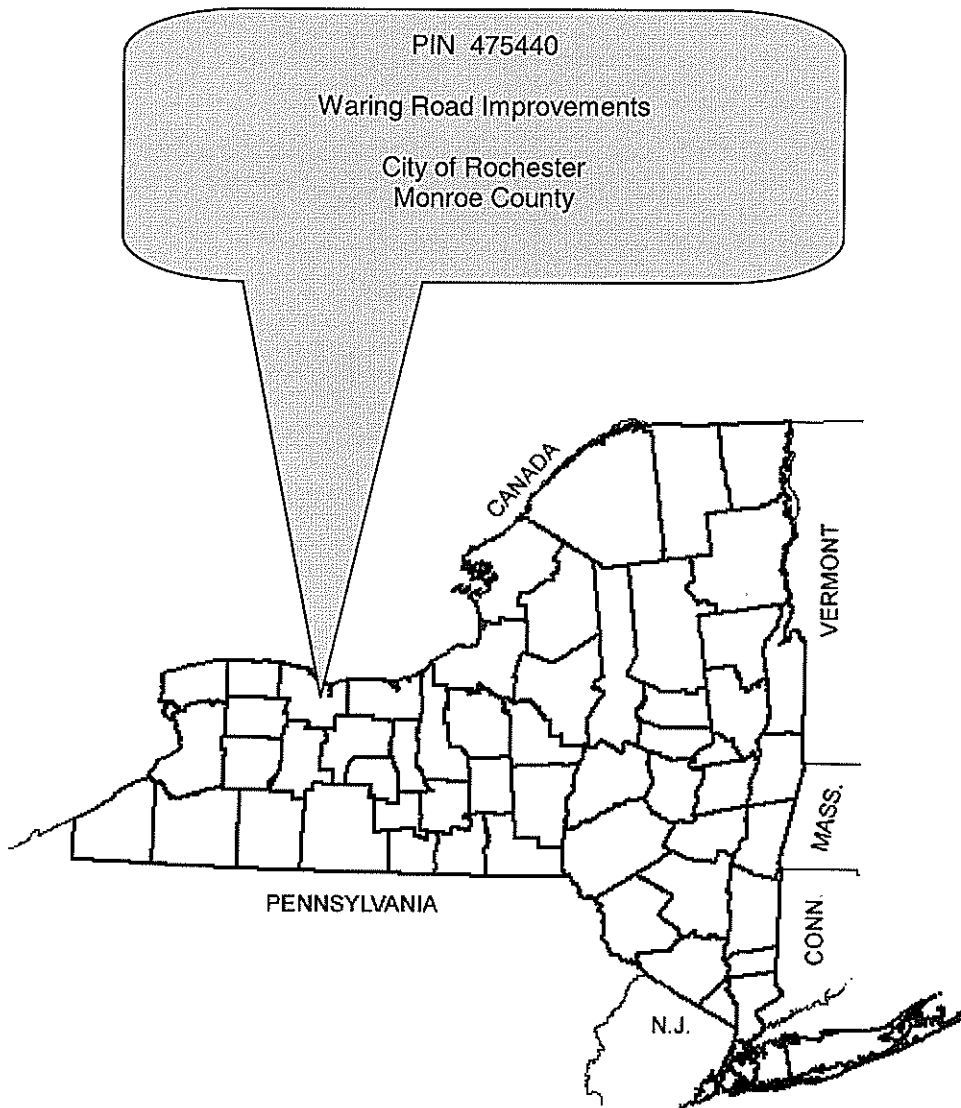 PIN 475440
Waring Road Improvements
City of Rochester
Monroe County
CANADA
VERMONT
MASS.
PENNSYLVANIA
CONN.
N.J.